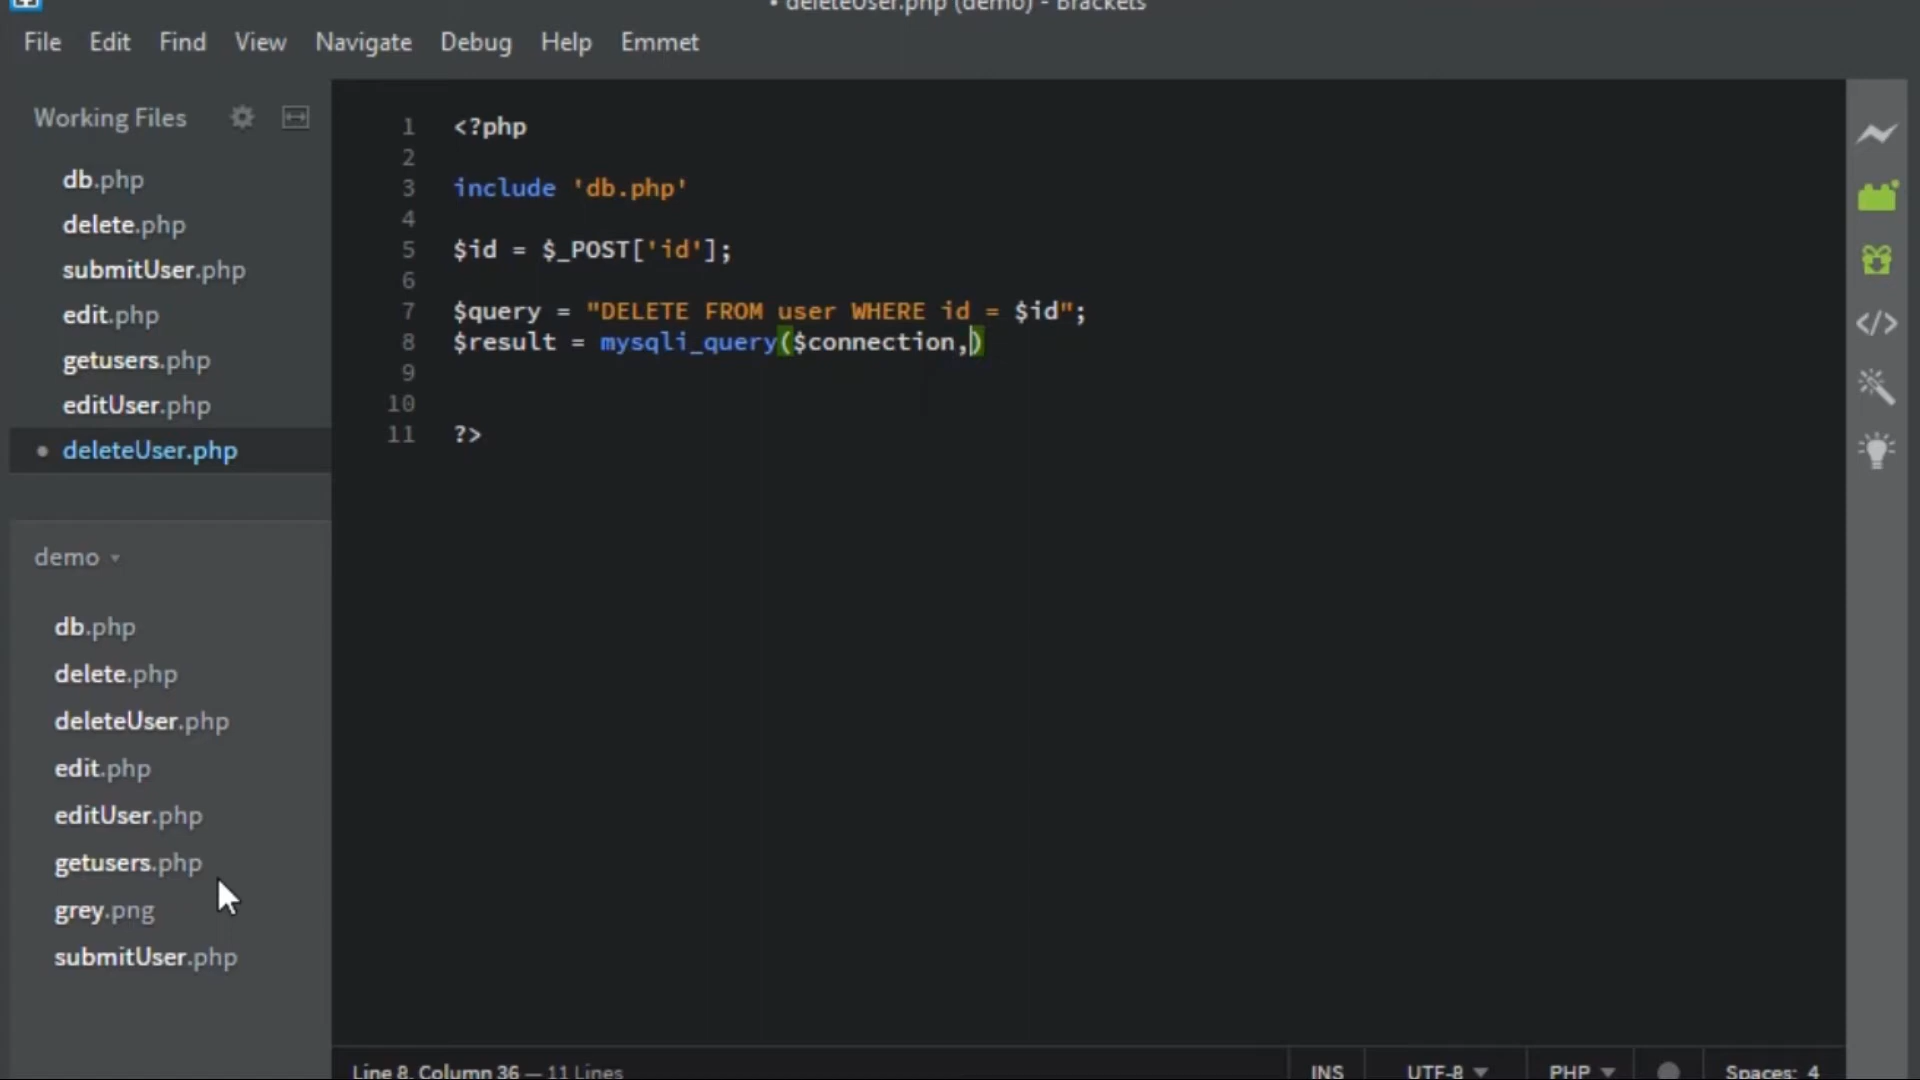 • deleteUser.php (demo) - Brackets
File Edit Find View Navigate Debug Help Emmet
Working Files
db.php
delete.php
submitUser.php
edit.php
getusers.php
editUser.php
• deleteUser.php
demo
db.php
delete.php
deleteUser.php
edit.php
editUser.php
getusers.php
grey.png
submitUser.php
1 <?php
2
3 include 'db.php'
4
5 $id = $_POST['id'];
6
7 $query = "DELETE FROM user WHERE id = $id";
8 $result = mysqli_query($connection,)
9
10
11 ?>
Line 8, Column 36 — 11 Lines
INS UTF-8 PHP Spaces: 4